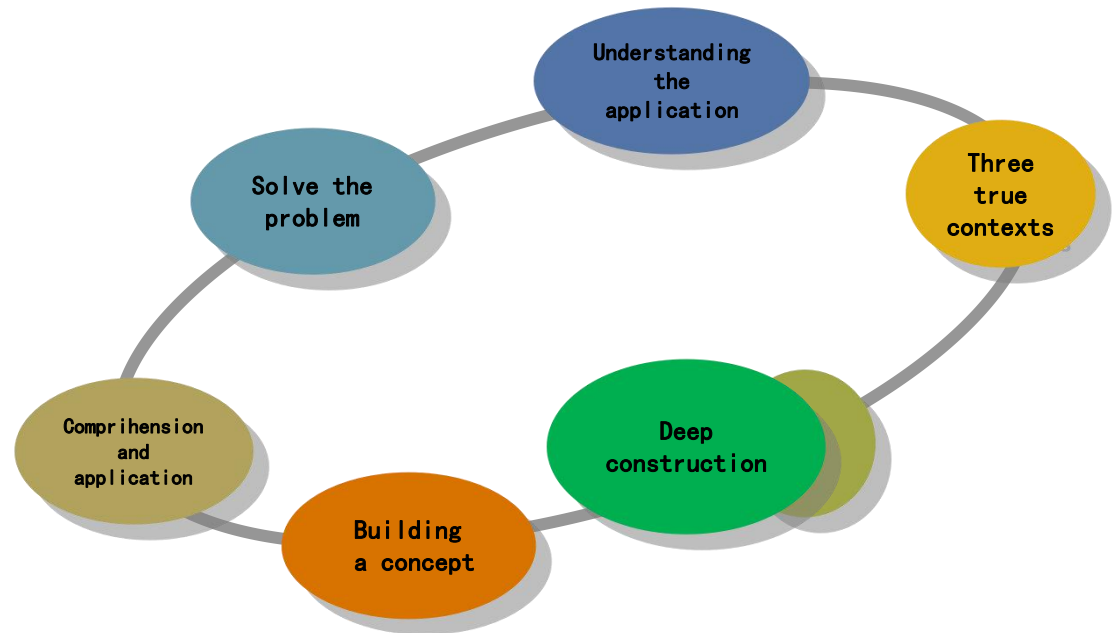 Understanding
the
application
Three
true
contexts
Solve the
problem
Deep
construction
Comprihension
and
application
Building
a concept